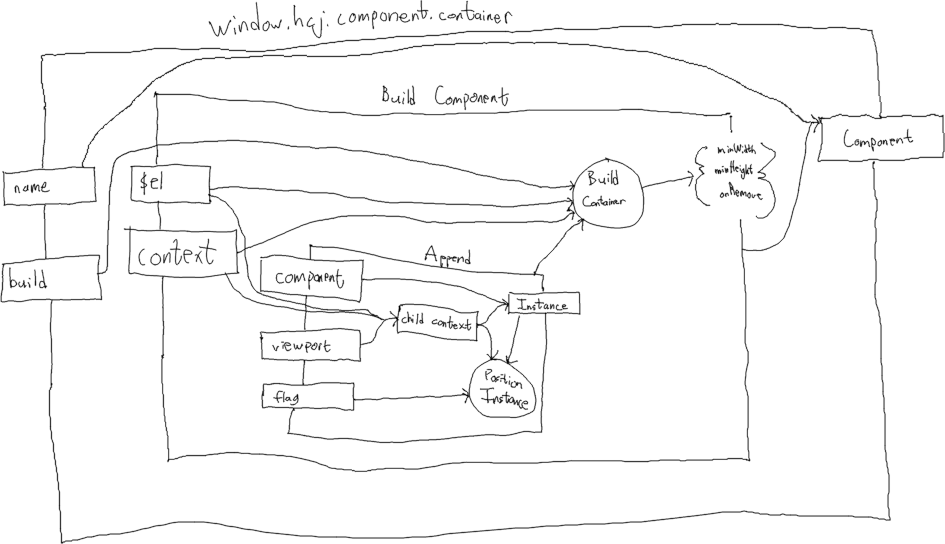 window.hcj.component.container
Build Component
Component
name
$el
Build
Container
minWidth
minHeight
onRemove
context
Append
build
component
Instance
child context
viewport
Position
Instance
flag